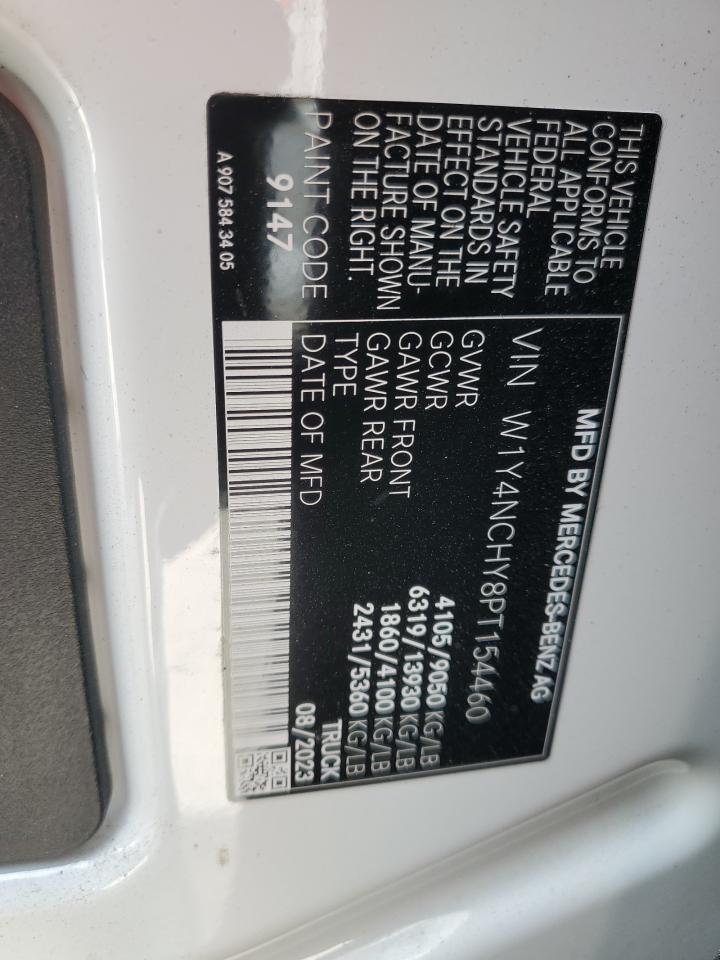 MFD BY MERCEDES-BENZ AG
VIN W1Y4NCHY8PT154460
GVWR 4105/9050 KG/LB
GCWR 6319/13930 KG/LB
GAWR FRONT 1860/4100 KG/LB
GAWR REAR 2431/5360 KG/LB
TYPE TRUCK
DATE OF MFD 08/2023
THIS VEHICLE
CONFORMS TO
ALL APPLICABLE
FEDERAL
VEHICLE SAFETY
STANDARDS IN
EFFECT ON THE
DATE OF MANU-
FACTURE SHOWN
ON THE RIGHT.
PAINT CODE
9147
A 907 584 34 05